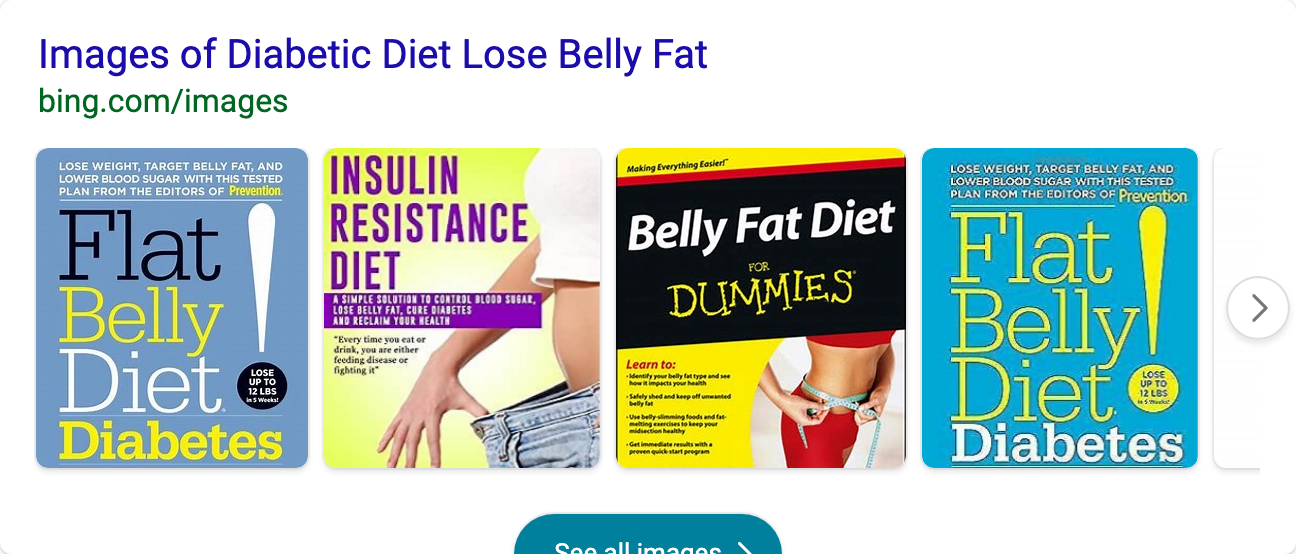 Images of Diabetic Diet Lose Belly Fat
bing.com/images
LOSE WEIGHT, TARGET BELLY FAT, AND
LOWER BLOOD SUGAR WITH THIS TESTED
PLAN FROM THE EDITORS OF Prevention.
Flat
Belly
Diet!
LOSE
UP TO
12 LBS
in 5 Weeks!
Diabetes
INSULIN
RESISTANCE
DIET
A SIMPLE SOLUTION TO CONTROL BLOOD SUGAR,
LOSE BELLY FAT, CURE DIABETES
AND RECLAIM YOUR HEALTH
"Every time you eat or
drink, you are either
feeding disease or
fighting it"
Making Everything Easier!™
Belly Fat Diet
FOR
DUMMIES®
Learn to:
• Identify your belly fat type and see
how it impacts your health
• Safely shed and keep off unwanted
belly fat
• Use belly-slimming foods and fat-
melting exercises to keep your
midsection healthy
• Get immediate results with a
proven quick-start program
LOSE WEIGHT, TARGET BELLY FAT, AND
LOWER BLOOD SUGAR WITH THIS TESTED
PLAN FROM THE EDITORS OF Prevention
Flat
Belly
Diet!
LOSE
UP TO
12 LBS
in 5 Weeks!
Diabetes
See all images